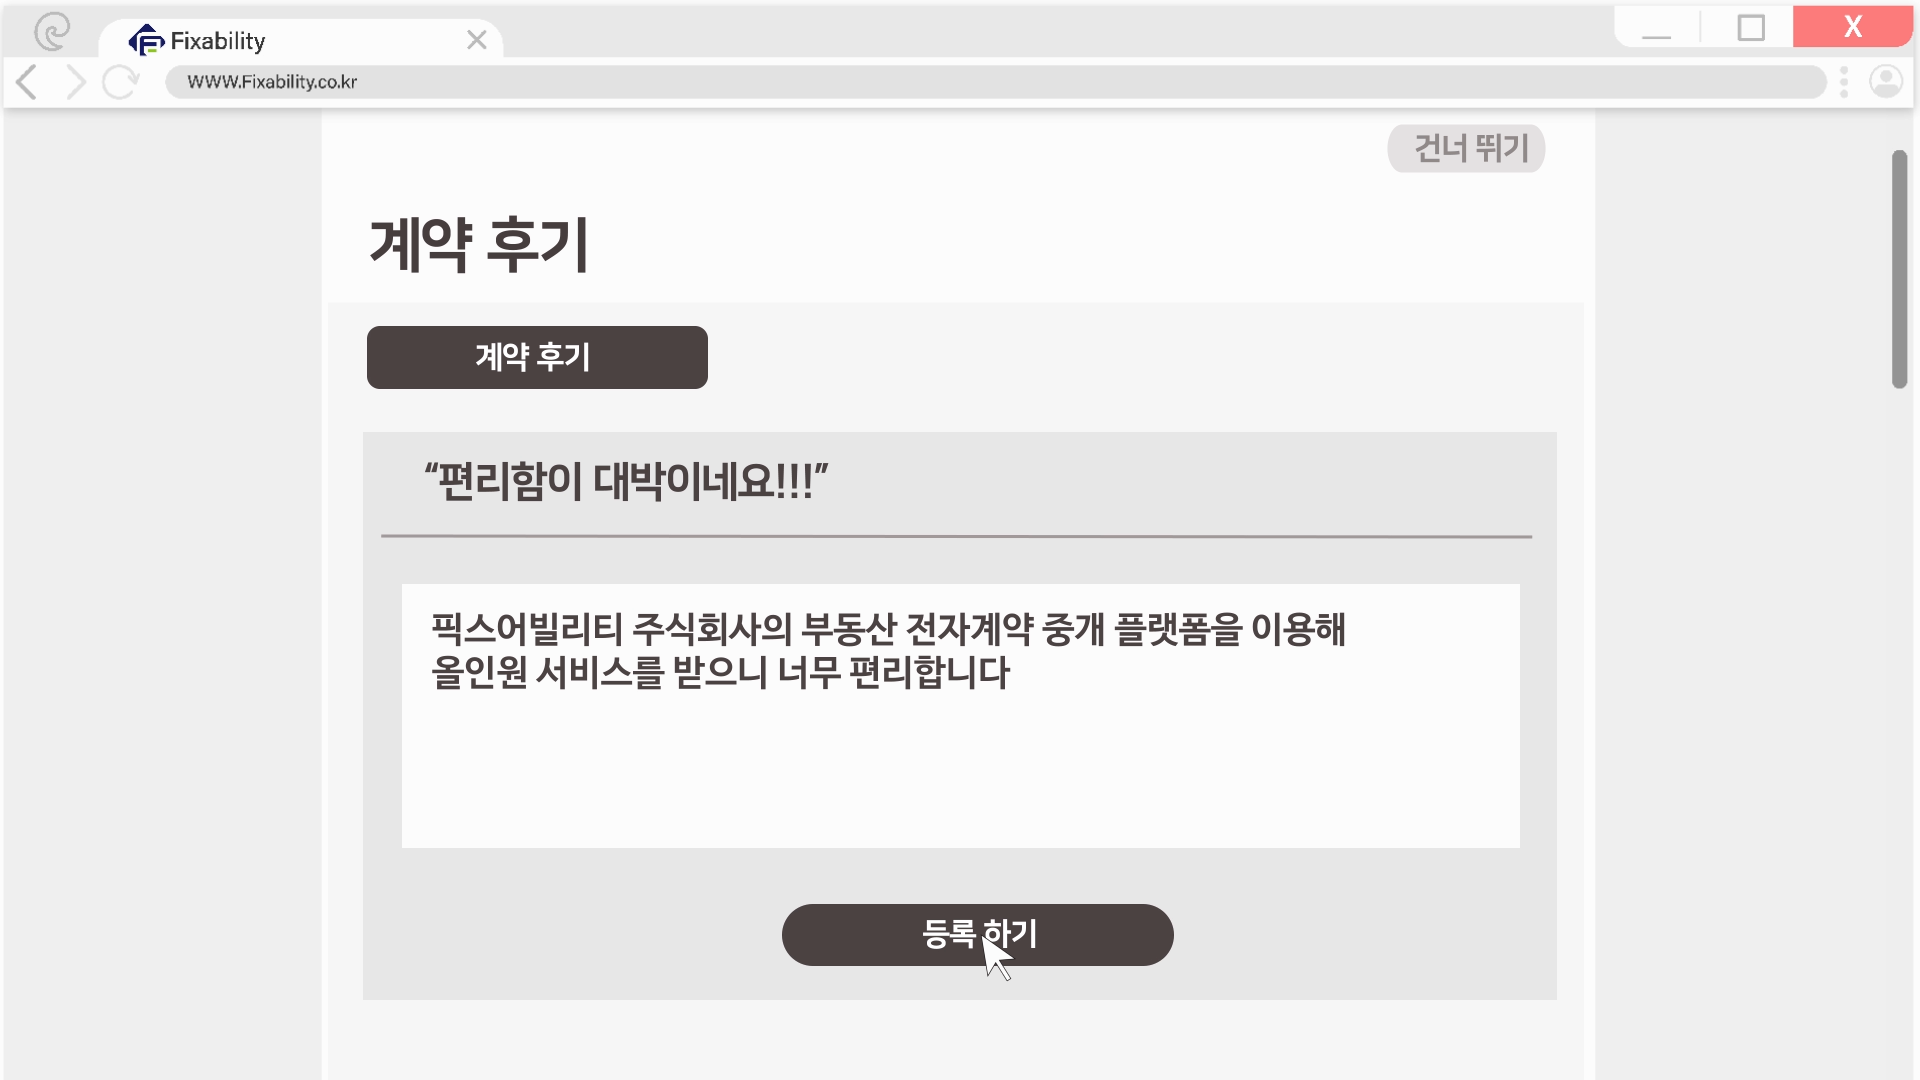 Fixability
X
WWW.Fixability.co.kr
건너 뛰기
계약 후기
계약 후기
“편리함이 대박이네요!!!”
픽스어빌리티 주식회사의 부동산 전자계약 중개 플랫폼을 이용해
올인원 서비스를 받으니 너무 편리합니다
등록 하기